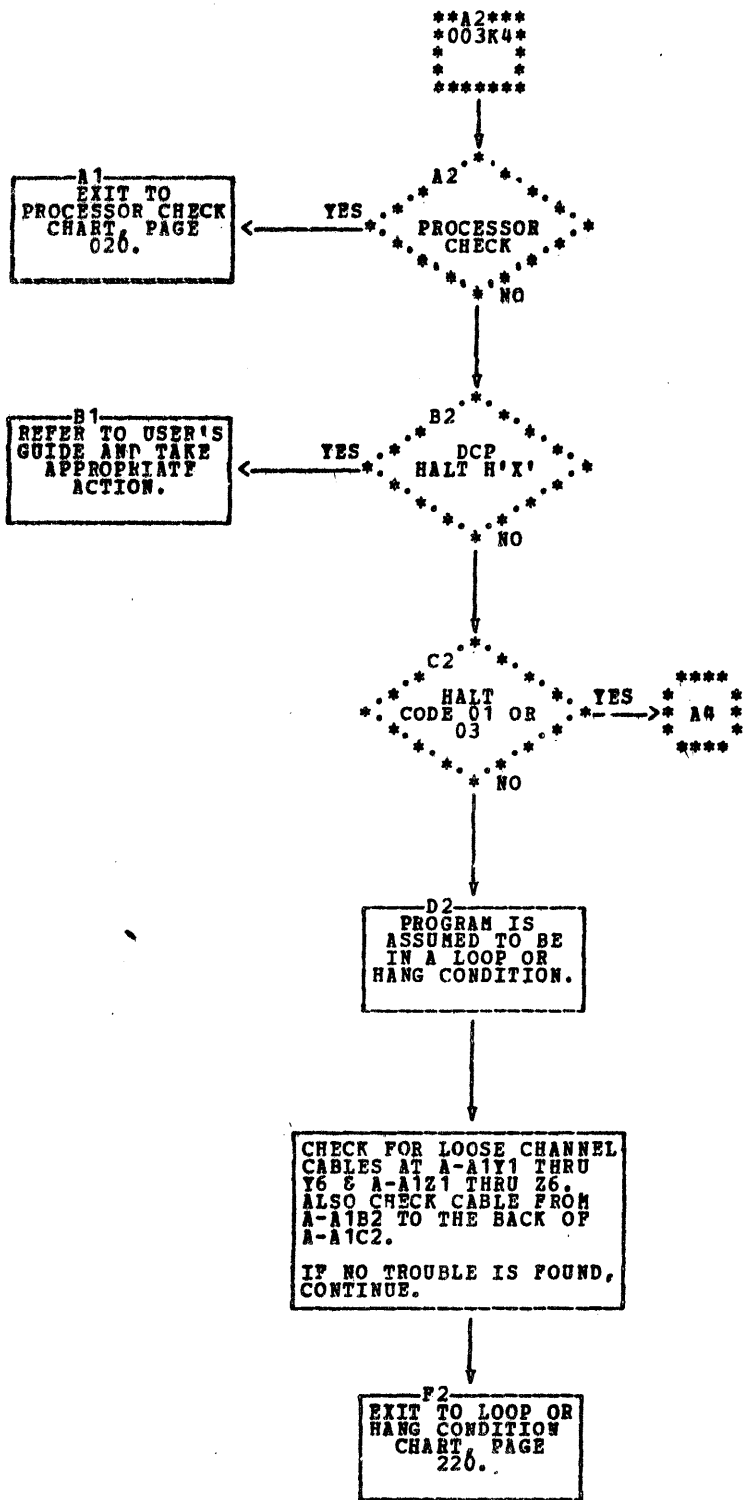 **A2***
*003K4*
A2
PROCESSOR
CHECK
YES
NO
A1
EXIT TO
PROCESSOR CHECK
CHART, PAGE
020.
B2
DCP
HALT H'X'
YES
NO
B1
REFER TO USER'S
GUIDE AND TAKE
APPROPRIATE
ACTION.
C2
HALT
CODE 01 OR
03
YES
NO
A4
D2
PROGRAM IS
ASSUMED TO BE
IN A LOOP OR
HANG CONDITION.
CHECK FOR LOOSE CHANNEL
CABLES AT A-A1Y1 THRU
Y6 & A-A1Z1 THRU Z6.
ALSO CHECK CABLE FROM
A-A1B2 TO THE BACK OF
A-A1C2.
IF NO TROUBLE IS FOUND,
CONTINUE.
F2
EXIT TO LOOP OR
HANG CONDITION
CHART, PAGE
220.